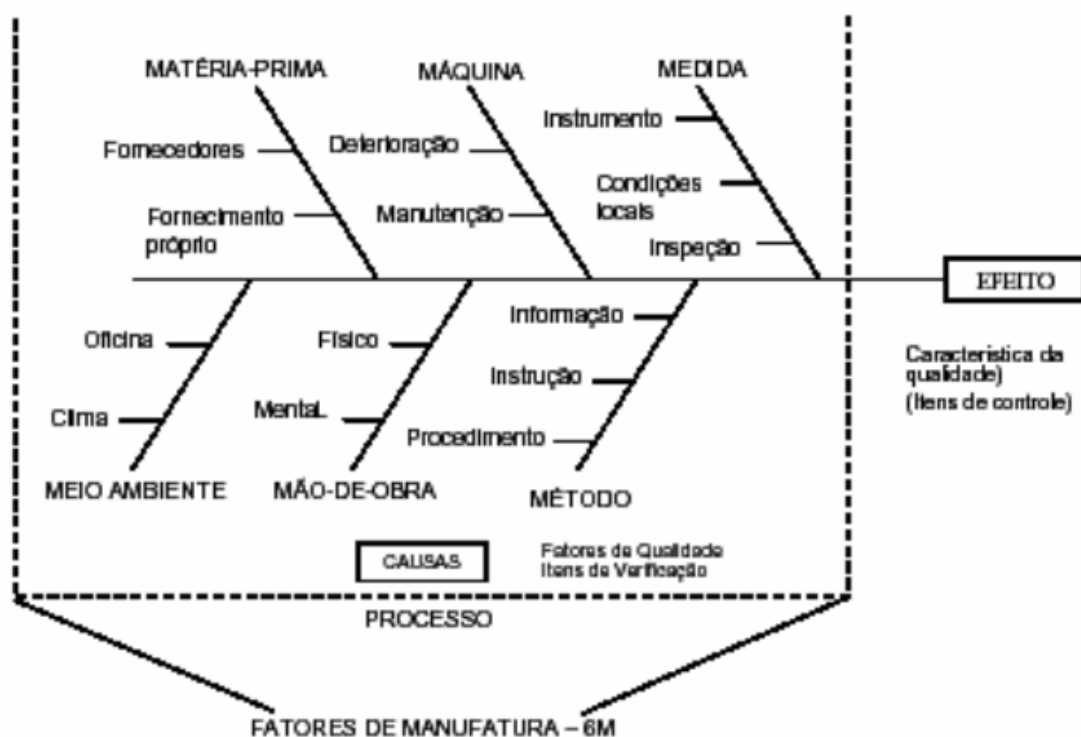 MATÉRIA-PRIMA
MÁQUINA
MEDIDA
Fornecedores
Fornecimento
próprio
Deterioração
Manutenção
Instrumento
Condições
locais
Inspeção
EFEITO
Característica da
qualidade)
(Itens de controle)
Oficina
Clima
Físico
Mental
Informação
Instrução
Procedimento
MEIO AMBIENTE
MÃO-DE-OBRA
MÉTODO
CAUSAS
Fatores de Qualidade
Itens de Verificação
PROCESSO
FATORES DE MANUFATURA – 6M